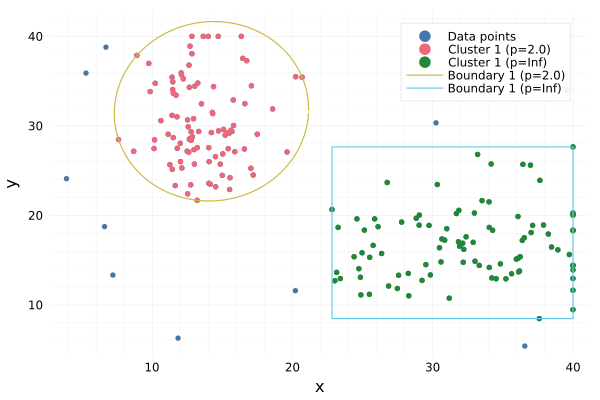 Data points
Cluster 1 (p=2.0)
Cluster 1 (p=Inf)
Boundary 1 (p=2.0)
Boundary 1 (p=Inf)
40
30
20
10
y
10 20 30 40
x